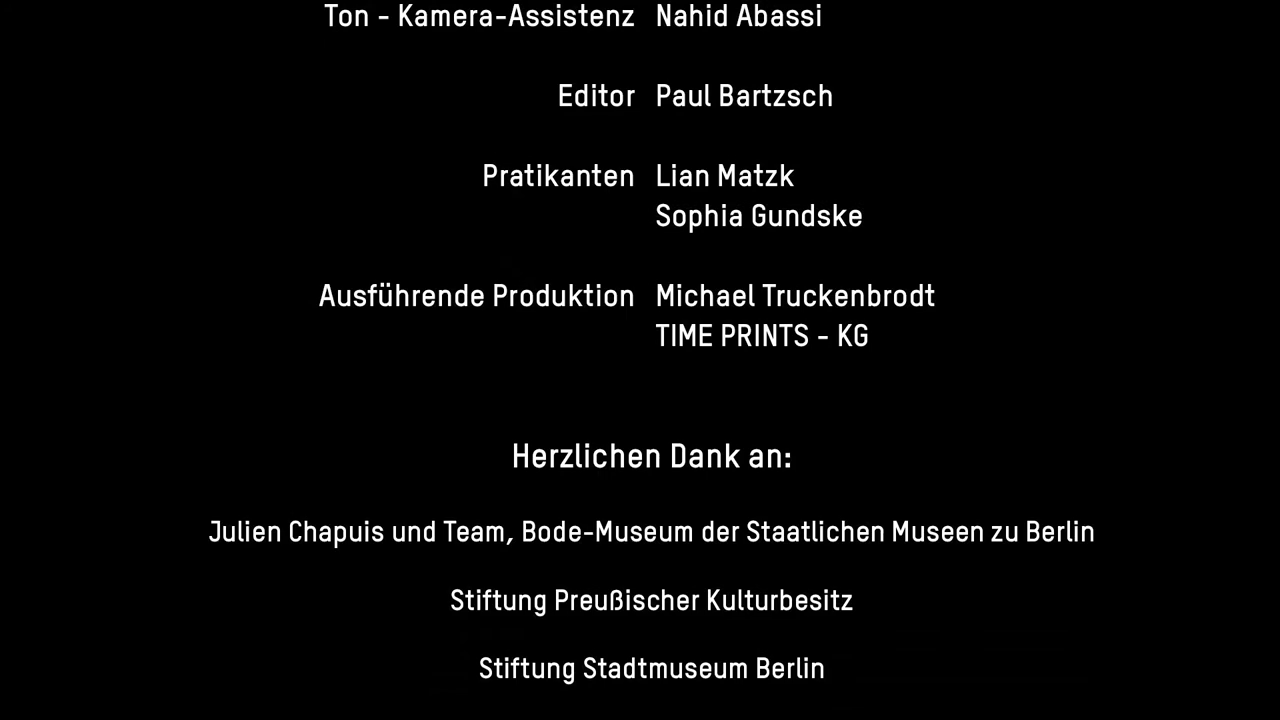 Ton - Kamera-Assistenz Nahid Abassi
Editor Paul Bartzsch
Pratikanten Lian Matzk
Sophia Gundske
Ausführende Produktion Michael Truckenbrodt
TIME PRINTS - KG
Herzlichen Dank an:
Julien Chapuis und Team, Bode-Museum der Staatlichen Museen zu Berlin
Stiftung Preußischer Kulturbesitz
Stiftung Stadtmuseum Berlin